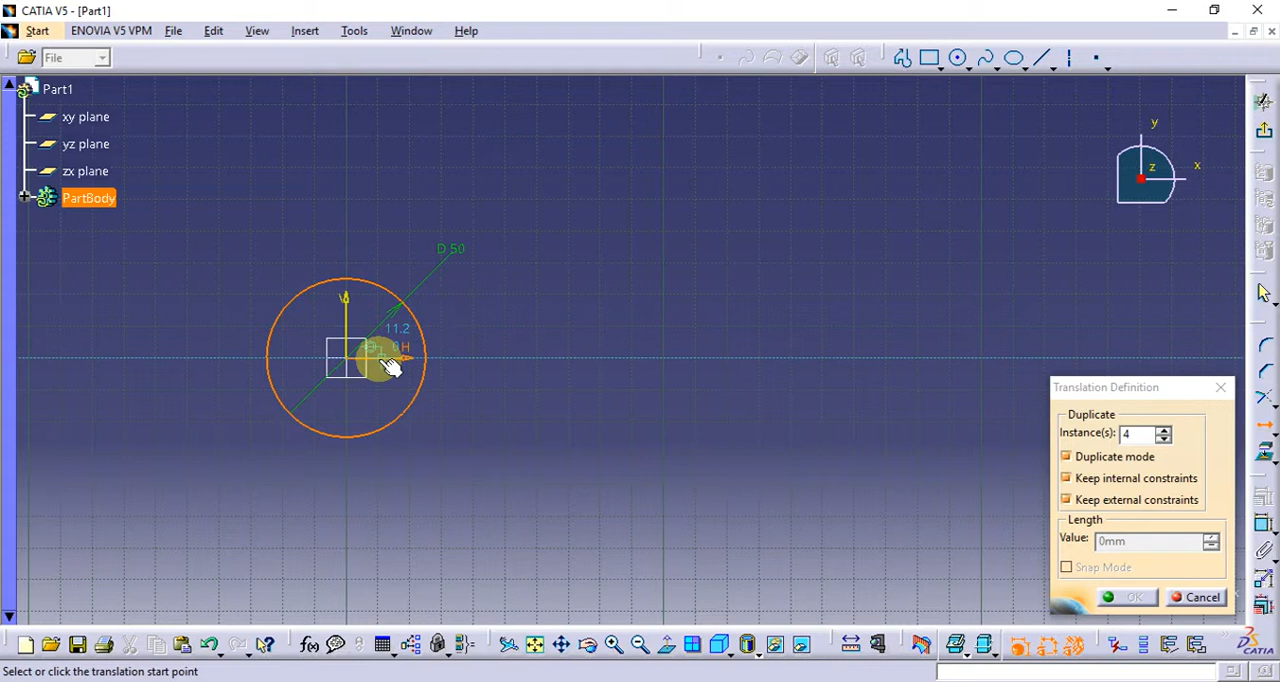 CATIA V5 - [Part1]
Start ENOVIA V5 VPM File Edit View Insert Tools Window Help
File
Part1
xy plane
yz plane
zx plane
PartBody
y
z x
D 50
V
11.2
0 H
Translation Definition
Duplicate
Instance(s): 4
Duplicate mode
Keep internal constraints
Keep external constraints
Length
Value: 0mm
Snap Mode
OK Cancel
f(x)
CATIA
Select or click the translation start point